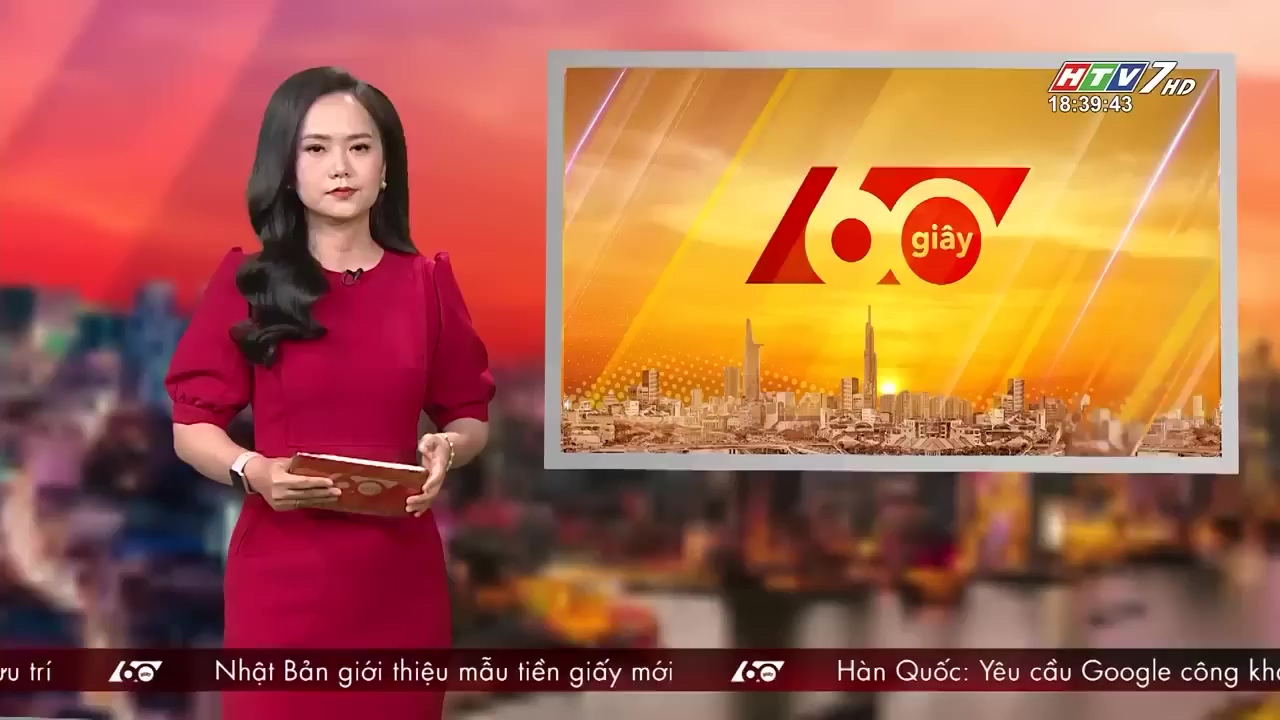 HTV7 HD
18:39:43
60 giây
Nhật Bản giới thiệu mẫu tiền giấy mới
Hàn Quốc: Yêu cầu Google công